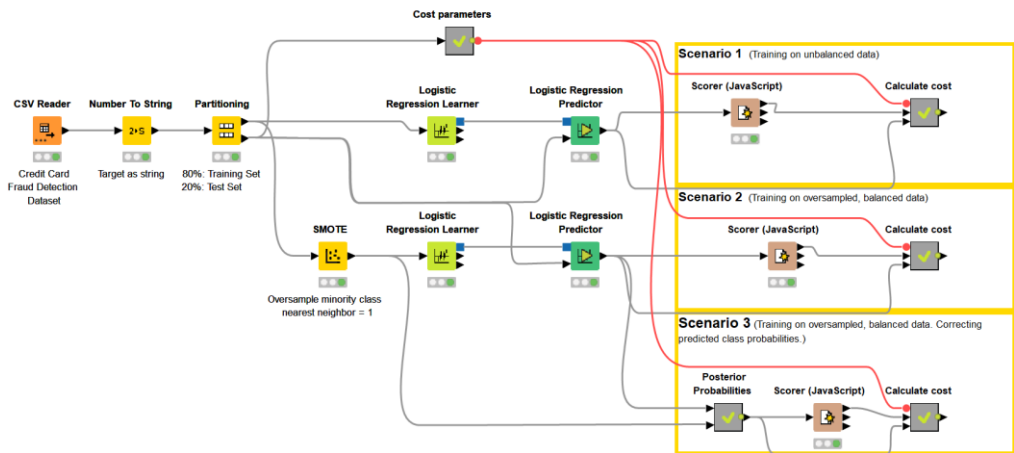 Cost parameters
Scenario 1 (Training on unbalanced data)
CSV Reader
Number To String
Partitioning
Logistic
Regression Learner
Logistic Regression
Predictor
Scorer (JavaScript)
Calculate cost
2▸S
Credit Card
Fraud Detection
Dataset
Target as string
80%: Training Set
20%: Test Set
Scenario 2 (Training on oversampled, balanced data)
SMOTE
Logistic
Regression Learner
Logistic Regression
Predictor
Scorer (JavaScript)
Calculate cost
Oversample minority class
nearest neighbor = 1
Scenario 3 (Training on oversampled, balanced data. Correcting
predicted class probabilities.)
Posterior
Probabilities
Scorer (JavaScript)
Calculate cost